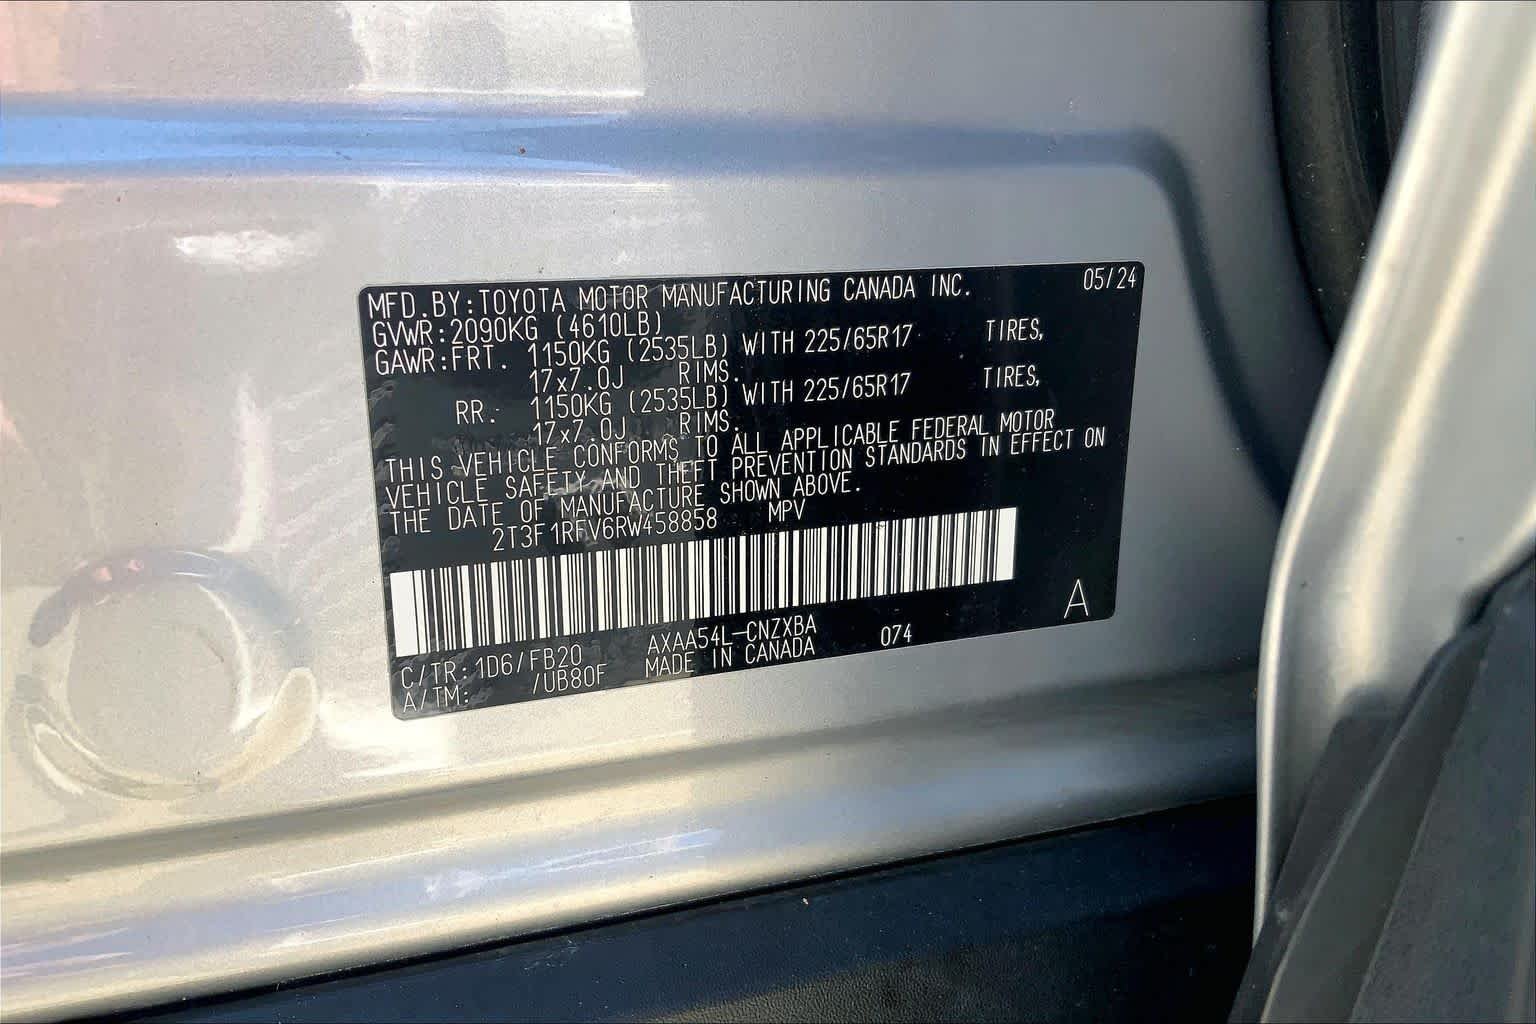 MFD.BY:TOYOTA MOTOR MANUFACTURING CANADA INC. 05/24
GVWR:2090KG (4610LB)
GAWR:FRT. 1150KG (2535LB) WITH 225/65R17 TIRES,
17x7.0J RIMS.
RR. 1150KG (2535LB) WITH 225/65R17 TIRES,
17x7.0J RIMS.
THIS VEHICLE CONFORMS TO ALL APPLICABLE FEDERAL MOTOR
VEHICLE SAFETY AND THEFT PREVENTION STANDARDS IN EFFECT ON
THE DATE OF MANUFACTURE SHOWN ABOVE.
2T3F1RFV6RW458858 MPV
C/TR: 1D6/FB20 AXAA54L-CNZXBA 074 A
A/TM: /UB80F MADE IN CANADA